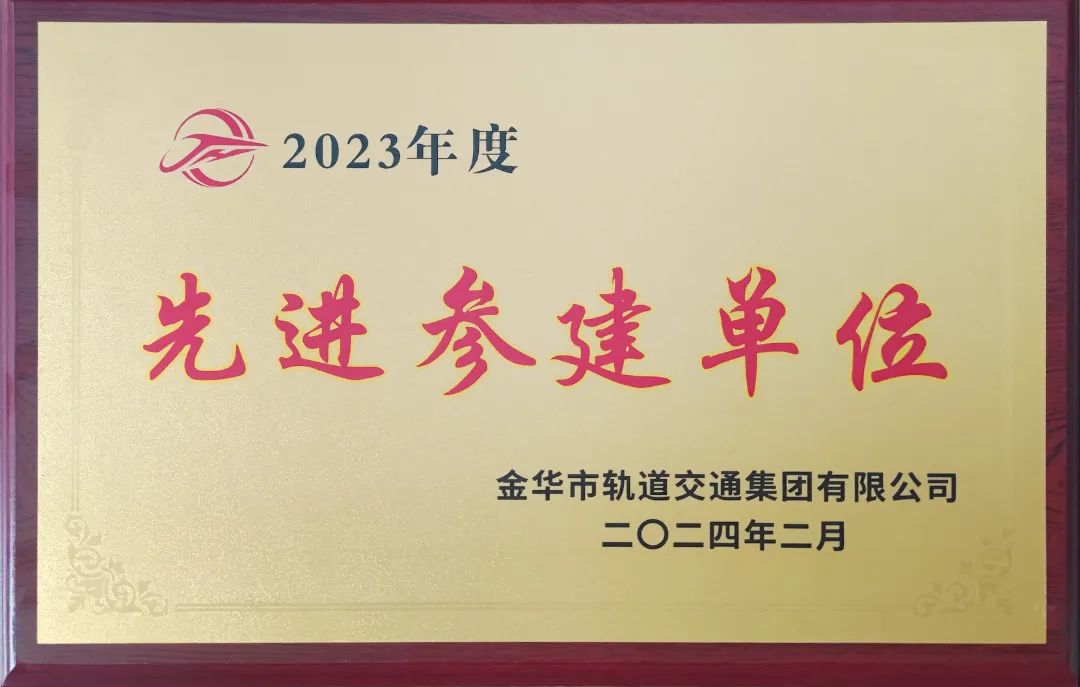 2023年度
先进参建单位
金华市轨道交通集团有限公司
二〇二四年二月